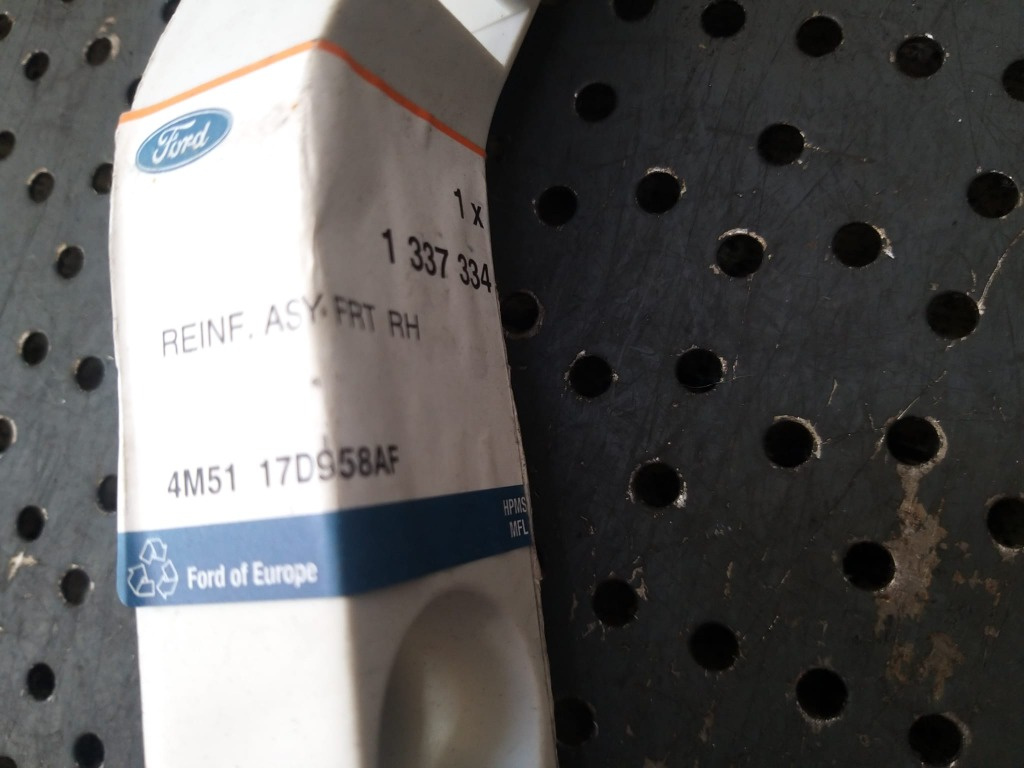 Ford
1 x
1 337 334
REINF. ASY. FRT RH
4M51 17D958AF
HPMS
MFL
Ford of Europe